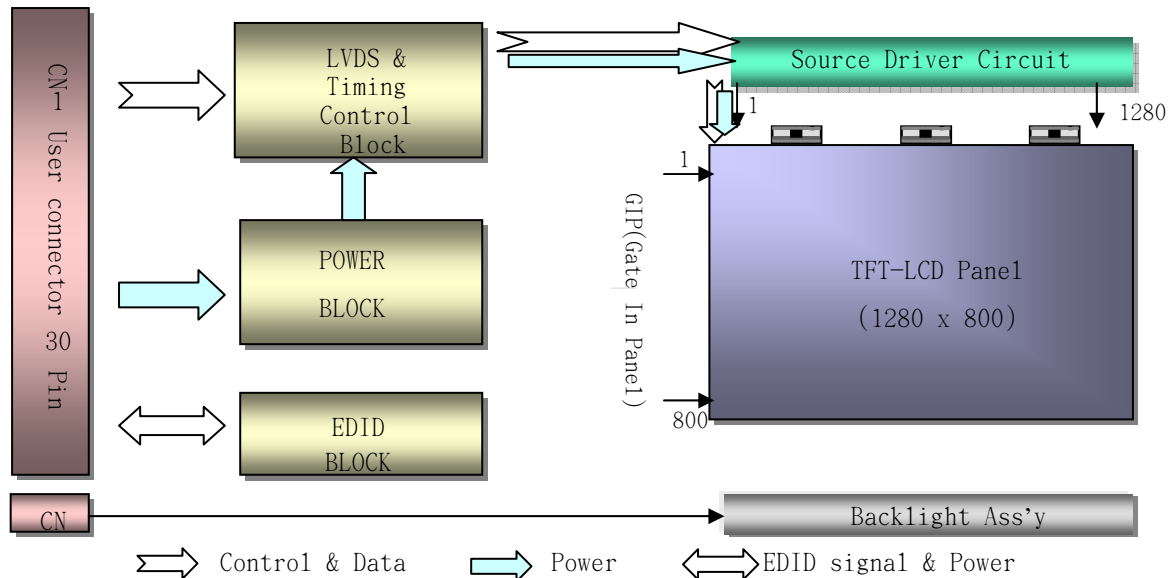 CN1 User connector 30 Pin
LVDS &
Timing
Control
Block
POWER
BLOCK
EDID
BLOCK
Source Driver Circuit
1
1280
1
GIP(Gate In Panel)
800
TFT-LCD Panel
(1280 x 800)
CN
Backlight Ass'y
Control & Data
Power
EDID signal & Power